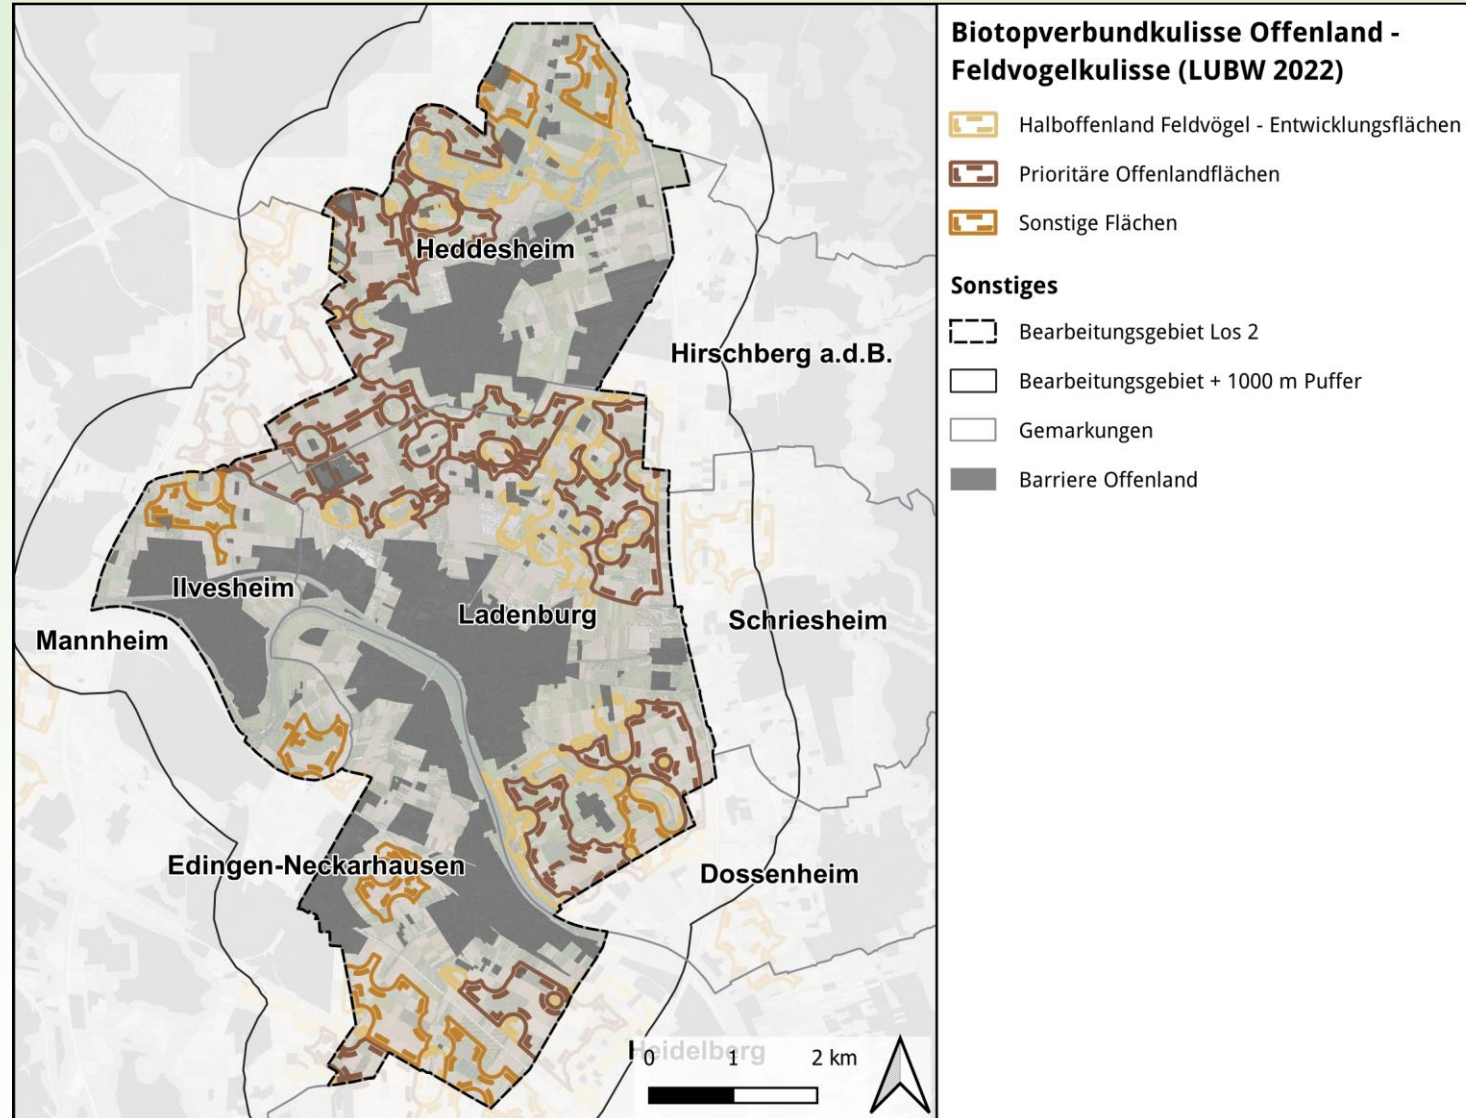 Biotopverbundkulisse Offenland -
Feldvogelkulisse (LUBW 2022)
Halboffenland Feldvögel - Entwicklungsflächen
Prioritäre Offenlandflächen
Sonstige Flächen
Sonstiges
Bearbeitungsgebiet Los 2
Bearbeitungsgebiet + 1000 m Puffer
Gemarkungen
Barriere Offenland
Heddesheim
Hirschberg a.d.B.
Ilvesheim
Ladenburg
Schriesheim
Mannheim
Edingen-Neckarhausen
Dossenheim
Heidelberg
0 1 2 km